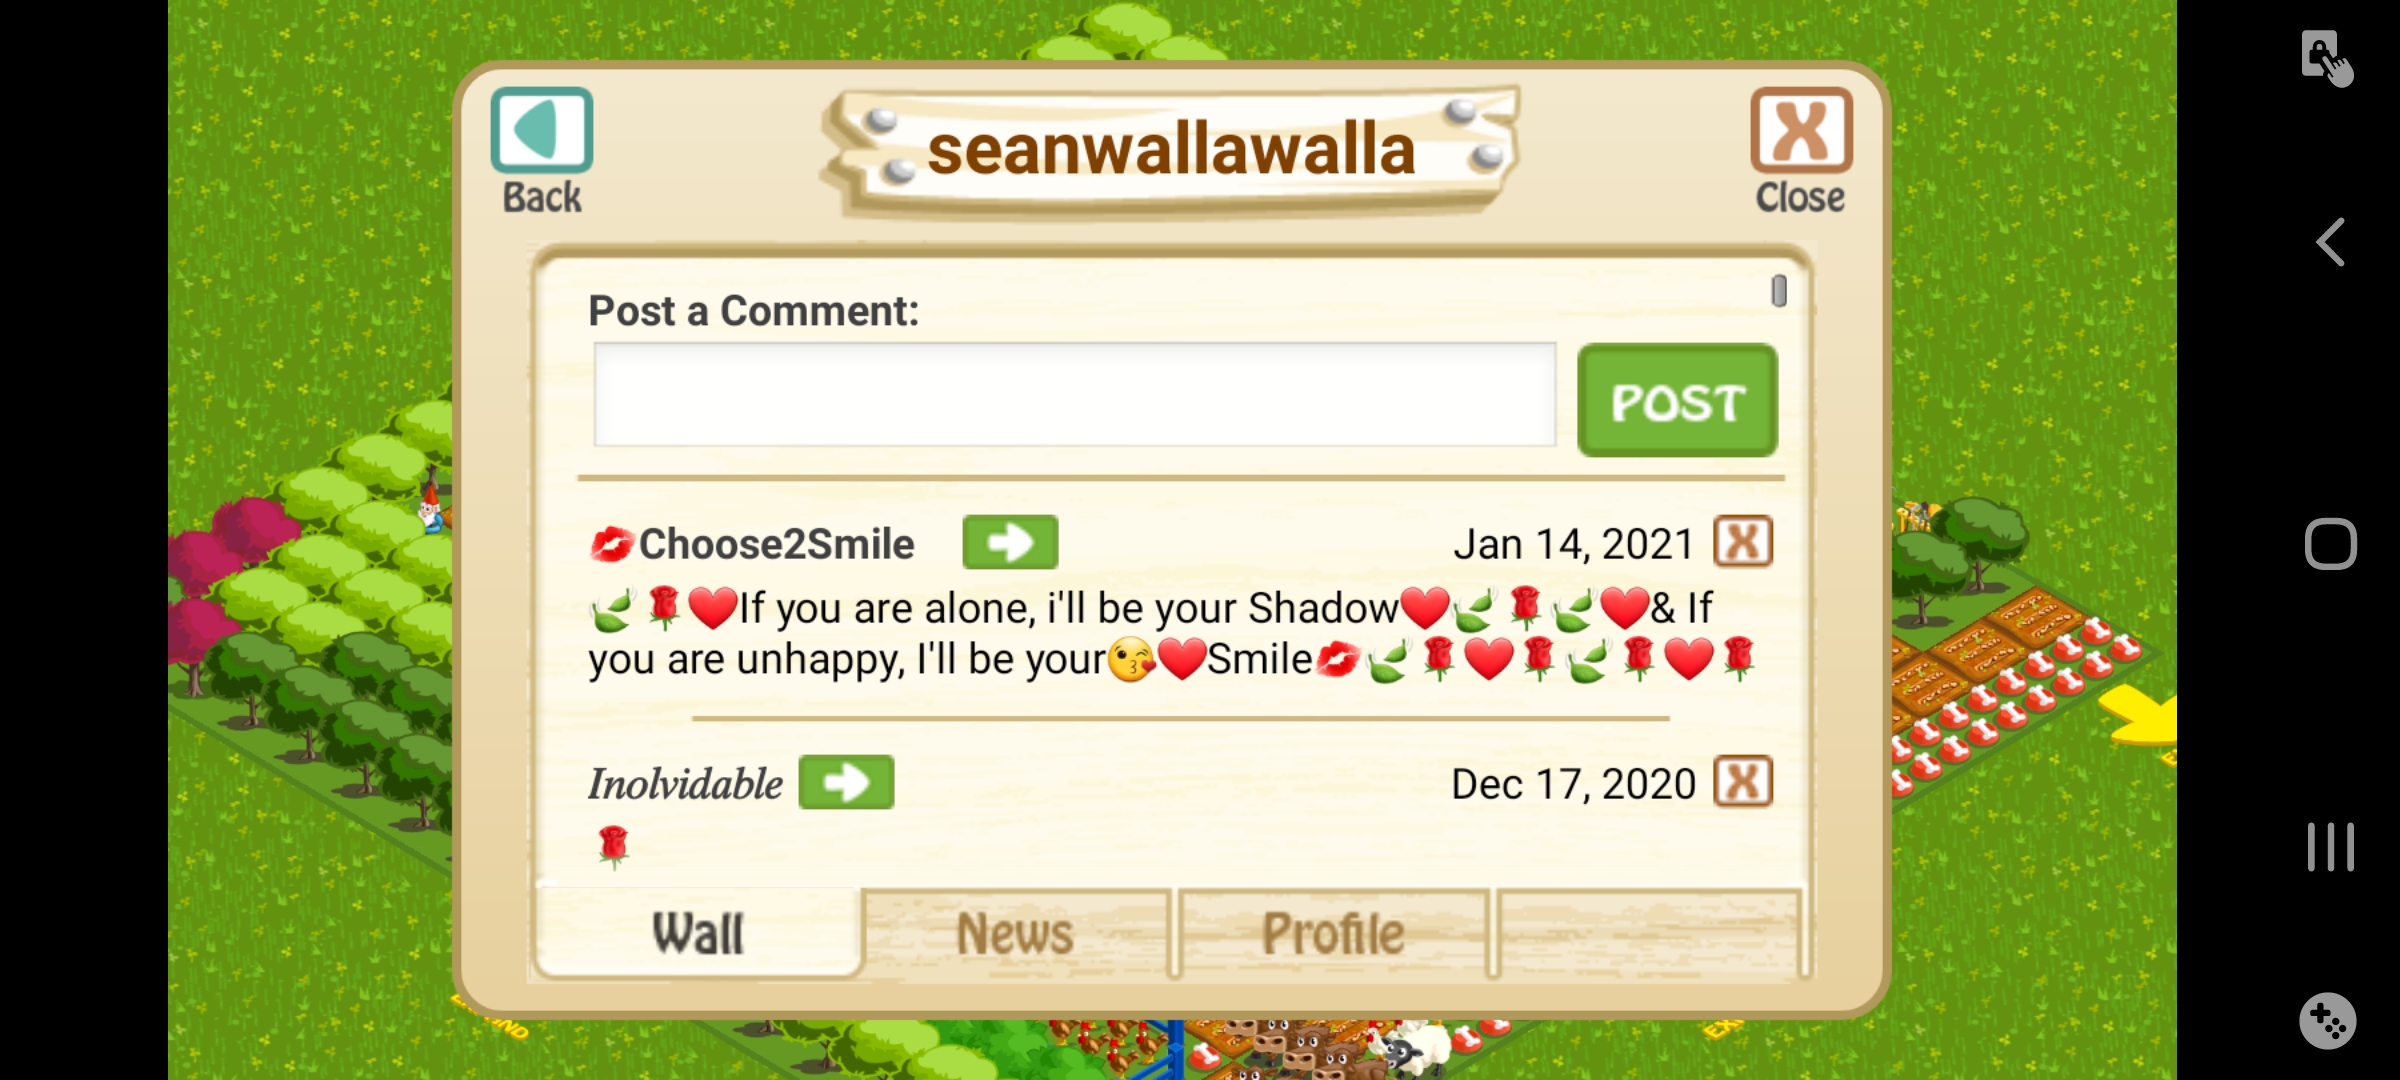 seanwallawalla
Back
Close
Post a Comment:
POST
💋Choose2Smile
Jan 14, 2021
🍃🌹❤️If you are alone, i'll be your Shadow❤️🍃🌹🍃❤️& If
you are unhappy, I'll be your😘❤️Smile💋🍃🌹❤️🌹🍃🌹❤️🌹
Inolvidable
Dec 17, 2020
🌹
Wall
News
Profile